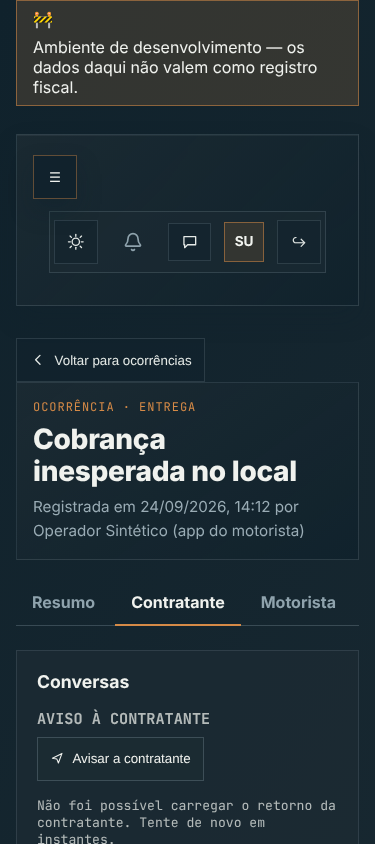 Ambiente de desenvolvimento — os
dados daqui não valem como registro
fiscal.
SU
Voltar para ocorrências
OCORRÊNCIA · ENTREGA
Cobrança
inesperada no local
Registrada em 24/09/2026, 14:12 por
Operador Sintético (app do motorista)
Resumo Contratante Motorista
Conversas
AVISO À CONTRATANTE
Avisar a contratante
Não foi possível carregar o retorno da
contratante. Tente de novo em
instantes.